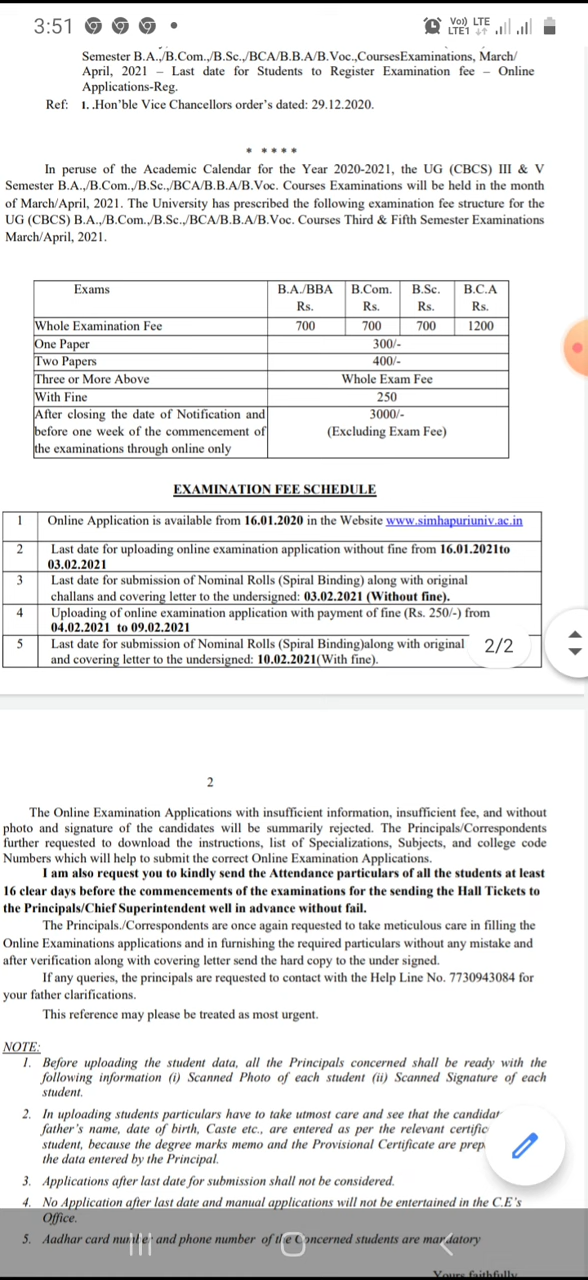 3:51
Vo) LTE
LTE1
Semester B.A./B.Com./B.Sc./BCA/B.B.A/B.Voc.,CoursesExaminations, March/
April, 2021 – Last date for Students to Register Examination fee – Online
Applications-Reg.
Ref: 1. .Hon'ble Vice Chancellors order's dated: 29.12.2020.
* ****
In peruse of the Academic Calendar for the Year 2020-2021, the UG (CBCS) III & V
Semester B.A./B.Com./B.Sc./BCA/B.B.A/B.Voc. Courses Examinations will be held in the month
of March/April, 2021. The University has prescribed the following examination fee structure for the
UG (CBCS) B.A./B.Com./B.Sc./BCA/B.B.A/B.Voc. Courses Third & Fifth Semester Examinations
March/April, 2021.
Exams B.A./BBA B.Com. B.Sc. B.C.A
Rs. Rs. Rs. Rs.
Whole Examination Fee 700 700 700 1200
One Paper 300/-
Two Papers 400/-
Three or More Above Whole Exam Fee
With Fine 250
After closing the date of Notification and 3000/-
before one week of the commencement of (Excluding Exam Fee)
the examinations through online only
EXAMINATION FEE SCHEDULE
1 Online Application is available from 16.01.2020 in the Website www.simhapuriuniv.ac.in
2 Last date for uploading online examination application without fine from 16.01.2021to
03.02.2021
3 Last date for submission of Nominal Rolls (Spiral Binding) along with original
challans and covering letter to the undersigned: 03.02.2021 (Without fine).
4 Uploading of online examination application with payment of fine (Rs. 250/-) from
04.02.2021 to 09.02.2021
5 Last date for submission of Nominal Rolls (Spiral Binding)along with original
and covering letter to the undersigned: 10.02.2021(With fine).
2/2
2
The Online Examination Applications with insufficient information, insufficient fee, and without
photo and signature of the candidates will be summarily rejected. The Principals/Correspondents
further requested to download the instructions, list of Specializations, Subjects, and college code
Numbers which will help to submit the correct Online Examination Applications.
I am also request you to kindly send the Attendance particulars of all the students at least
16 clear days before the commencements of the examinations for the sending the Hall Tickets to
the Principals/Chief Superintendent well in advance without fail.
The Principals./Correspondents are once again requested to take meticulous care in filling the
Online Examinations applications and in furnishing the required particulars without any mistake and
after verification along with covering letter send the hard copy to the under signed.
If any queries, the principals are requested to contact with the Help Line No. 7730943084 for
your father clarifications.
This reference may please be treated as most urgent.
NOTE:
1. Before uploading the student data, all the Principals concerned shall be ready with the
following information (i) Scanned Photo of each student (ii) Scanned Signature of each
student.
2. In uploading students particulars have to take utmost care and see that the
father's name, date of birth, Caste etc., are entered as per the relevant
student, because the degree marks memo and the Provisional Certificate are
the data entered by the Principal.
3. Applications after last date for submission shall not be considered.
4. No Application after last date and manual applications will not be entertained in the C.E's
Office.
5. Aadhar card number and phone number of the Concerned students are mandatory
Yours faithfully